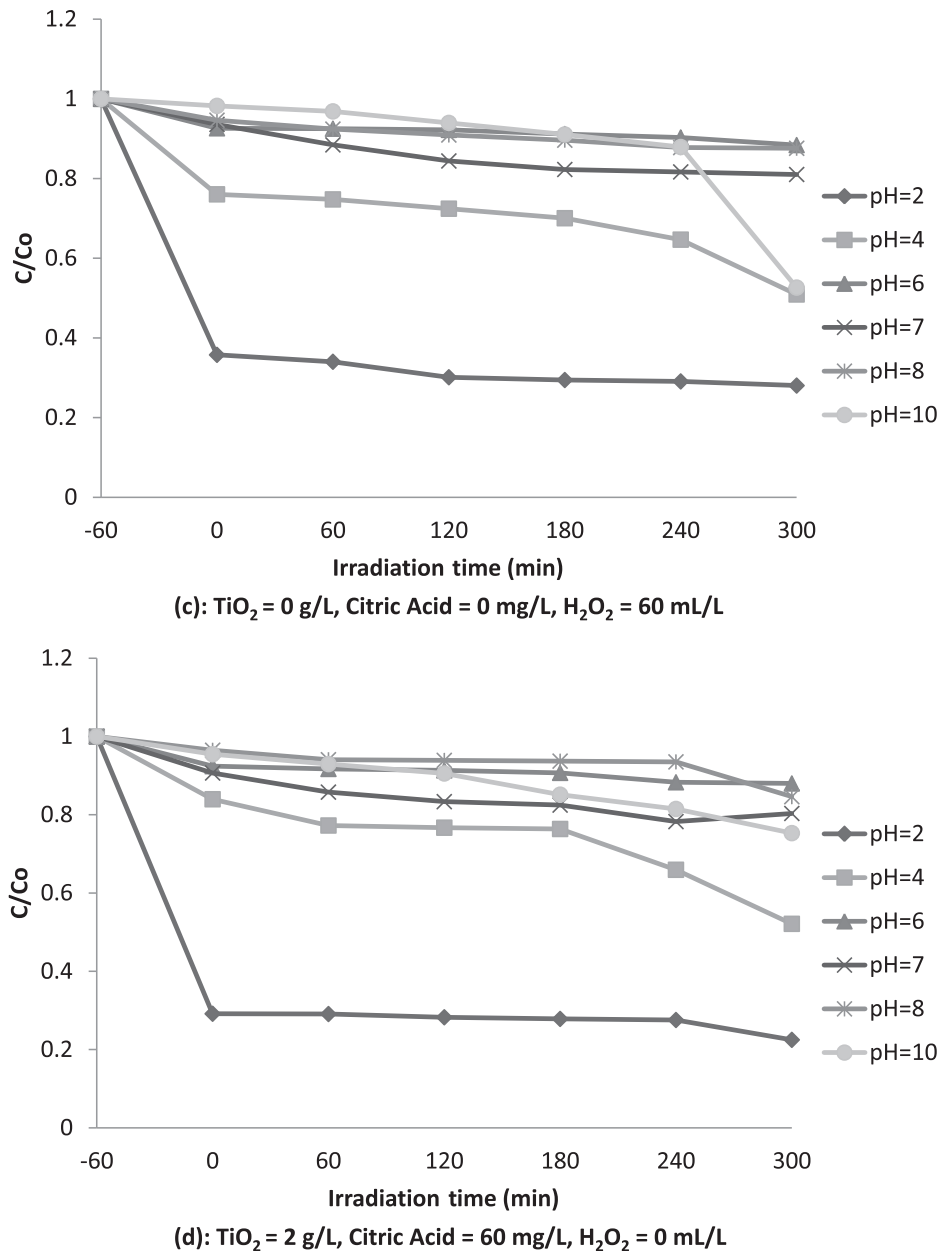 1.2
1
0.8
0.6
0.4
0.2
0
C/Co
-60 0 60 120 180 240 300
Irradiation time (min)
pH=2
pH=4
pH=6
pH=7
pH=8
pH=10
(c): TiO₂ = 0 g/L, Citric Acid = 0 mg/L, H₂O₂ = 60 mL/L
1.2
1
0.8
0.6
0.4
0.2
0
C/Co
-60 0 60 120 180 240 300
Irradiation time (min)
pH=2
pH=4
pH=6
pH=7
pH=8
pH=10
(d): TiO₂ = 2 g/L, Citric Acid = 60 mg/L, H₂O₂ = 0 mL/L